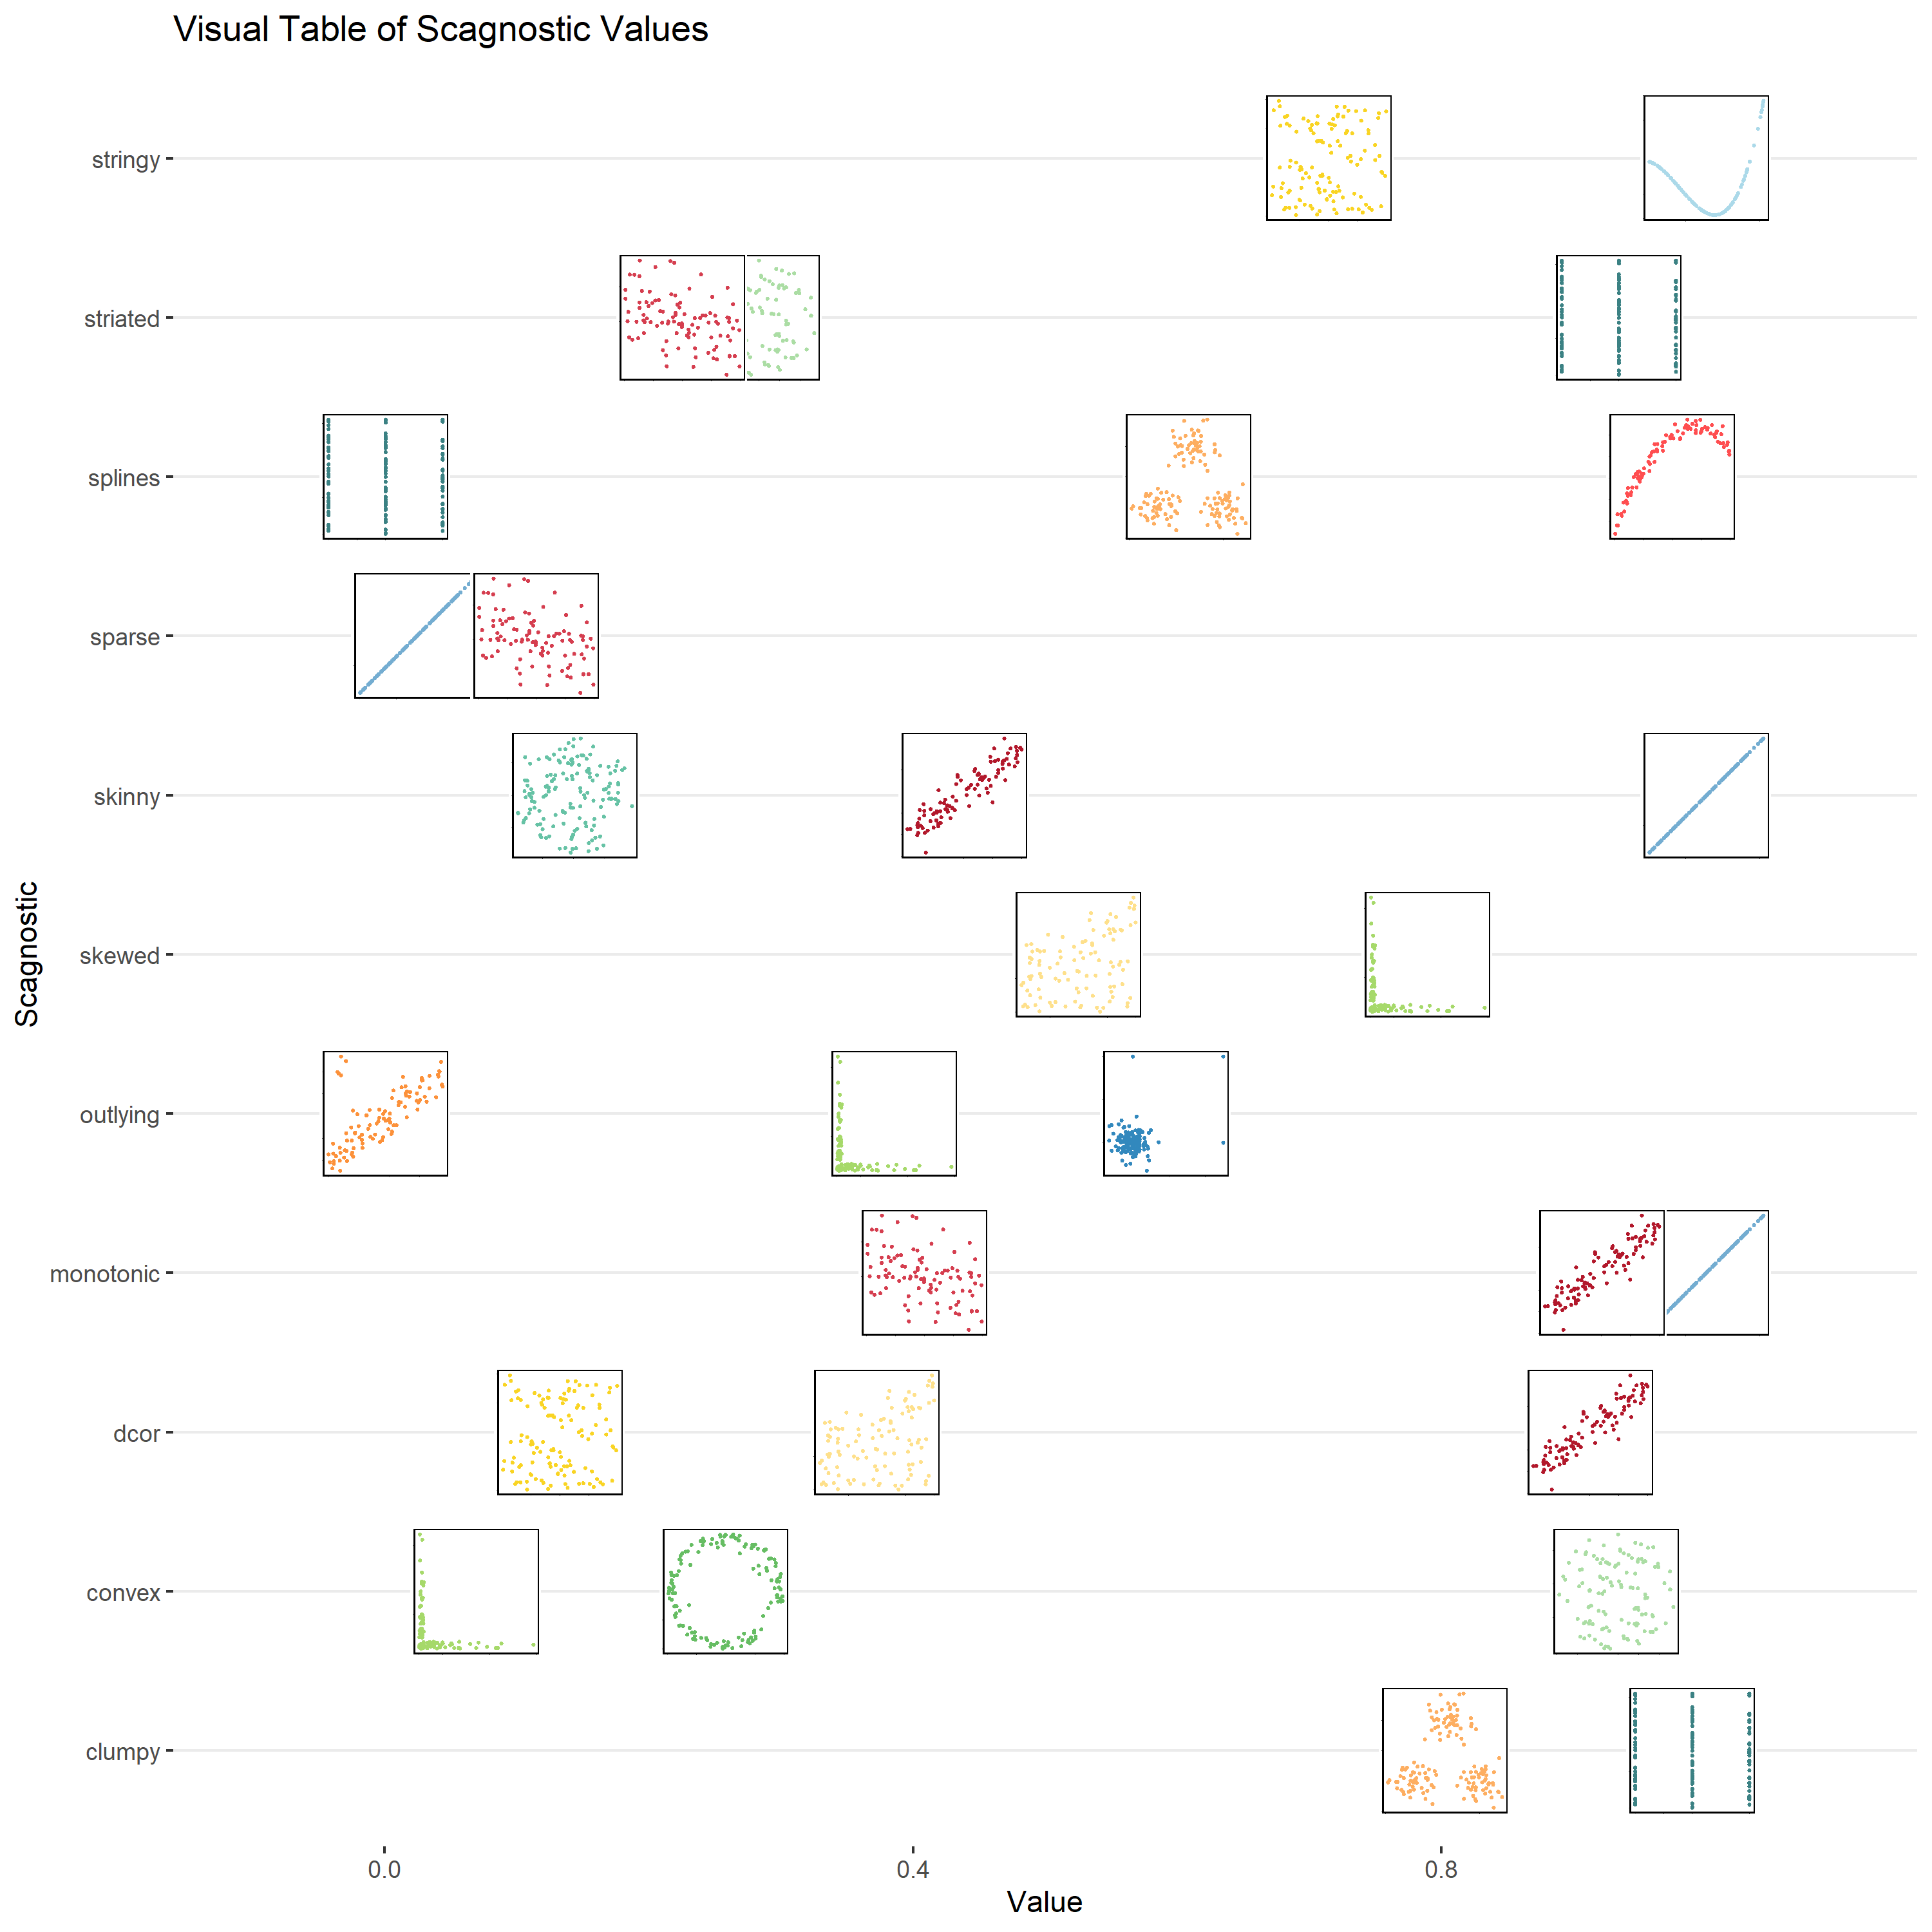 Visual Table of Scagnostic Values
stringy
striated
splines
sparse
skinny
skewed
outlying
monotonic
dcor
convex
clumpy
Scagnostic
0.0
0.4
0.8
Value